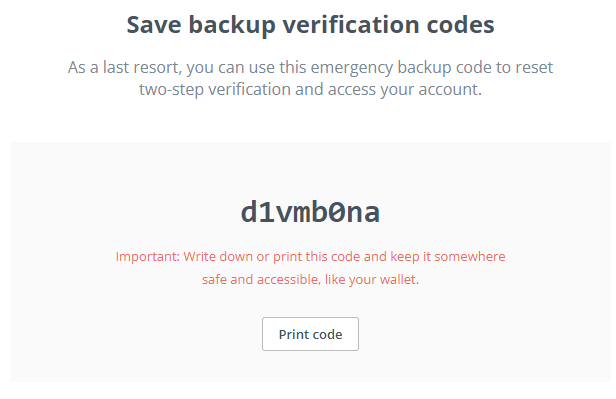 Save backup verification codes
As a last resort, you can use this emergency backup code to reset
two-step verification and access your account.
d1vmb0na
Important: Write down or print this code and keep it somewhere
safe and accessible, like your wallet.
Print code